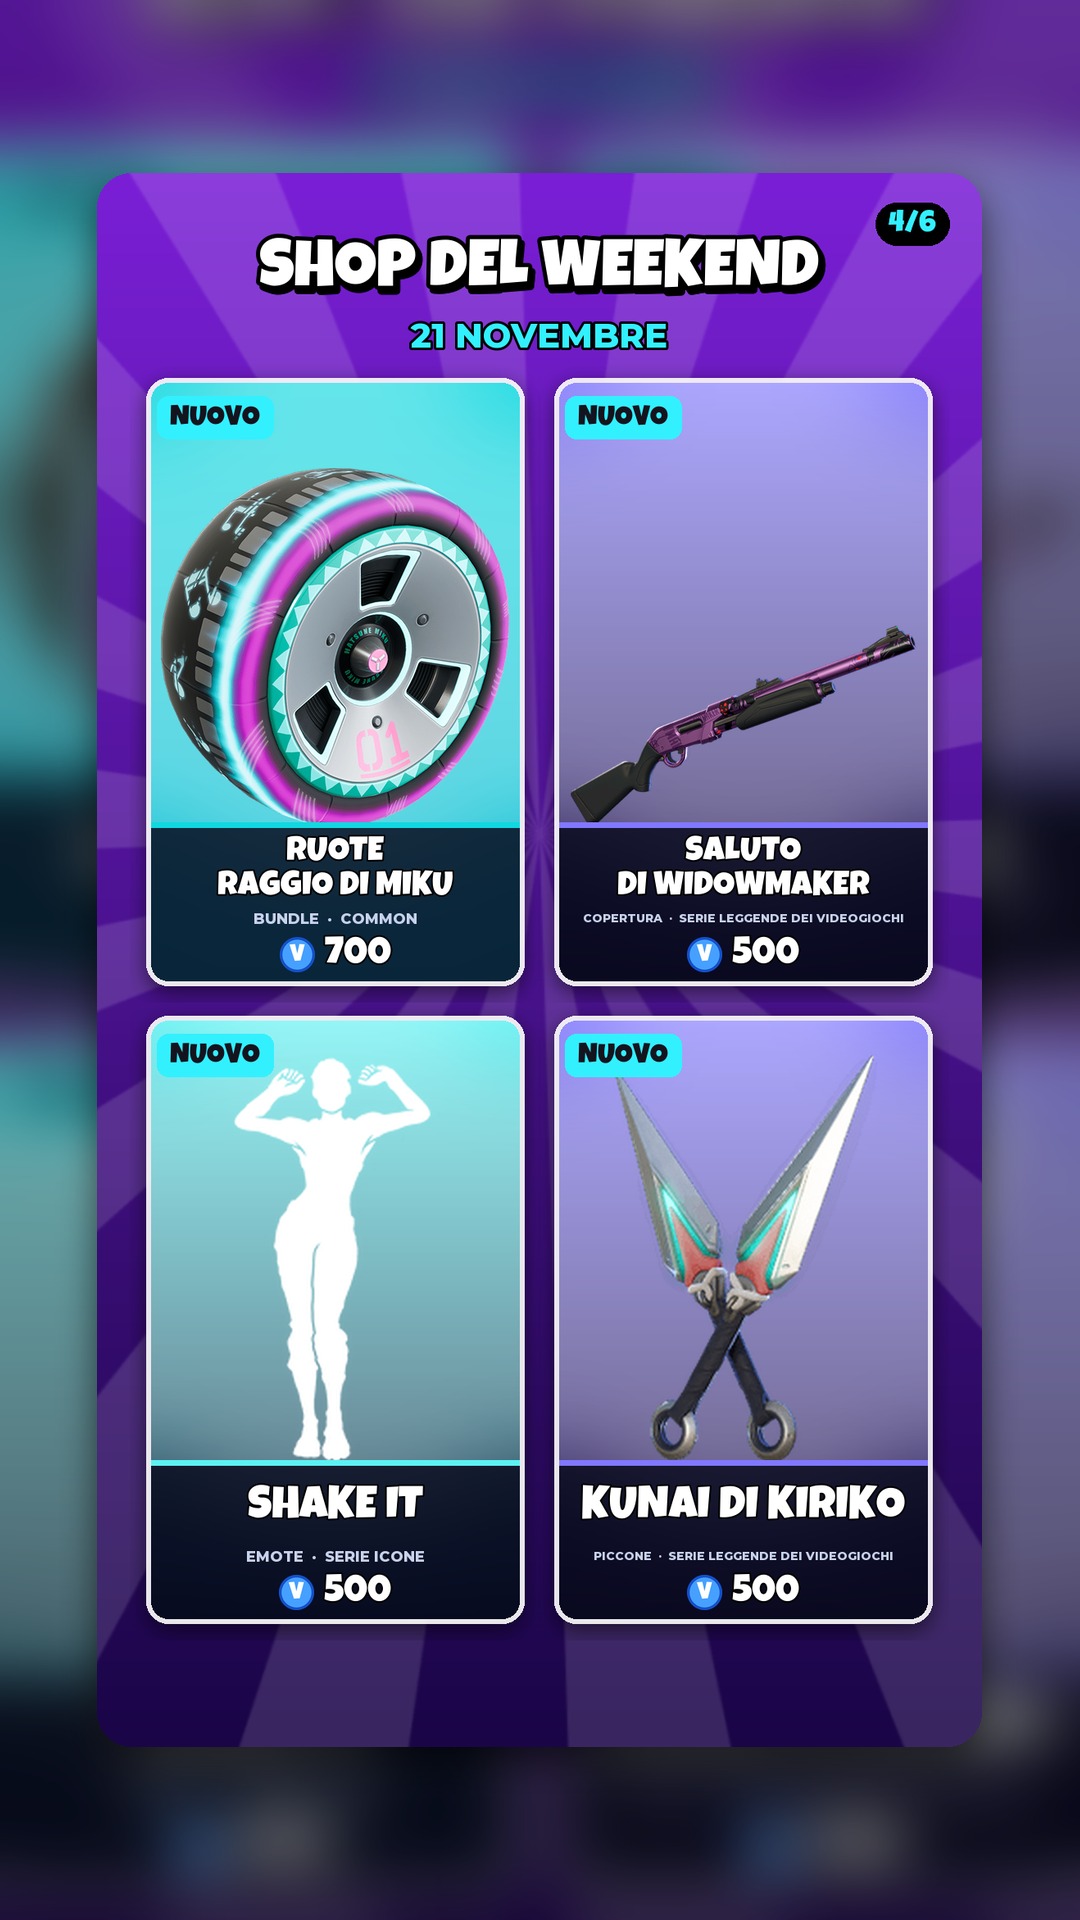 4/6
SHOP DEL WEEKEND
21 NOVEMBRE
NUOVO
01
RUOTE
RAGGIO DI MIKU
BUNDLE · COMMON
V 700
NUOVO
SALUTO
DI WIDOWMAKER
COPERTURA · SERIE LEGGENDE DEI VIDEOGIOCHI
V 500
NUOVO
SHAKE IT
EMOTE · SERIE ICONE
V 500
NUOVO
KUNAI DI KIRIKO
PICCONE · SERIE LEGGENDE DEI VIDEOGIOCHI
V 500